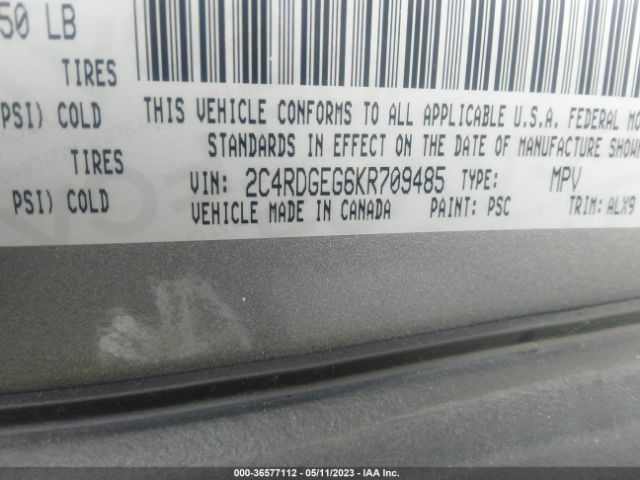 50 LB
TIRES
PSI) COLD
THIS VEHICLE CONFORMS TO ALL APPLICABLE U.S.A. FEDERAL MO
STANDARDS IN EFFECT ON THE DATE OF MANUFACTURE SHOWN
TIRES
VIN: 2C4RDGEG6KR709485 TYPE: MPV
PSI) COLD
VEHICLE MADE IN CANADA PAINT: PSC TRIM: ALX9
000-36577112 - 05/11/2023 - IAA Inc.